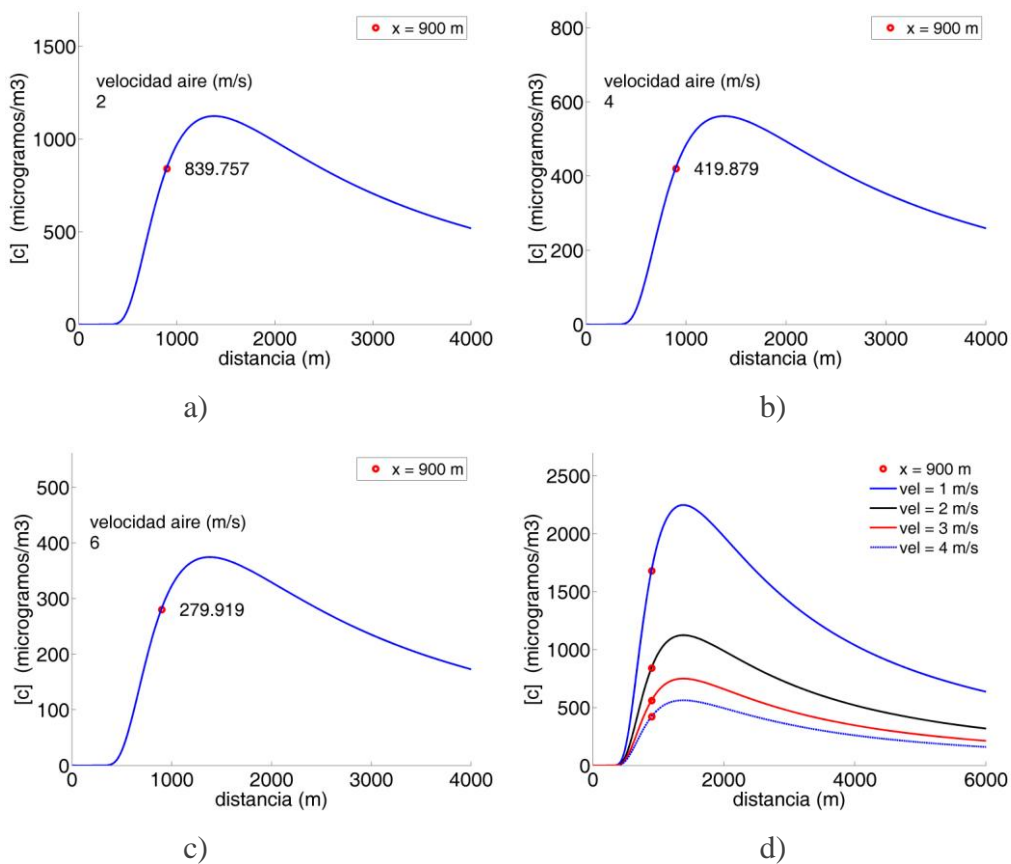 x = 900 m
velocidad aire (m/s)
2
839.757
[c] (microgramos/m3)
1500
1000
500
0
0 1000 2000 3000 4000
distancia (m)
a)
x = 900 m
velocidad aire (m/s)
4
419.879
[c] (microgramos/m3)
800
600
400
200
0
0 1000 2000 3000 4000
distancia (m)
b)
x = 900 m
velocidad aire (m/s)
6
279.919
[c] (microgramos/m3)
500
400
300
200
100
0
0 1000 2000 3000 4000
distancia (m)
c)
x = 900 m
vel = 1 m/s
vel = 2 m/s
vel = 3 m/s
vel = 4 m/s
[c] (microgramos/m3)
2500
2000
1500
1000
500
0
0 2000 4000 6000
distancia (m)
d)